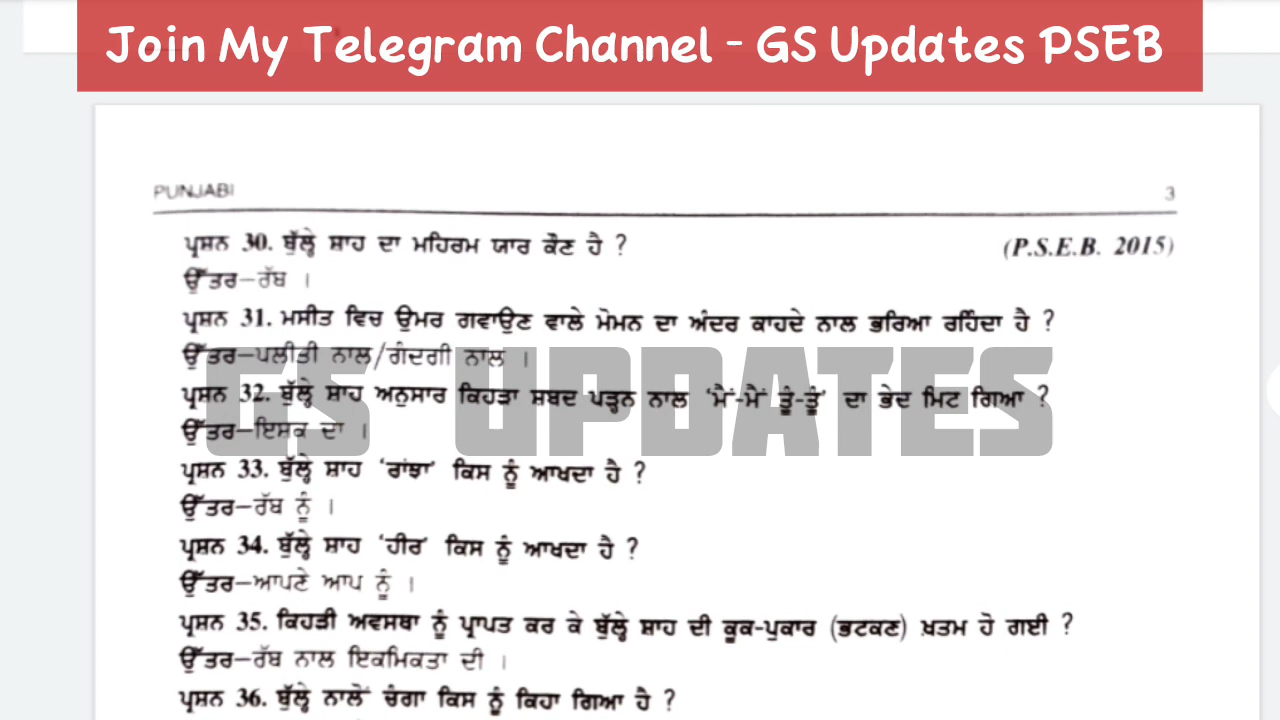 Join My Telegram Channel - GS Updates PSEB
PUNJABI 3
ਪ੍ਰਸ਼ਨ 30. ਬੁੱਲ੍ਹੇ ਸ਼ਾਹ ਦਾ ਮਹਿਰਮ ਯਾਰ ਕੌਣ ਹੈ ? (P.S.E.B. 2015)
ਉੱਤਰ—ਰੱਬ ।
ਪ੍ਰਸ਼ਨ 31. ਮਸੀਤ ਵਿਚ ਉਮਰ ਗਵਾਉਣ ਵਾਲੇ ਮੋਮਨ ਦਾ ਅੰਦਰ ਕਾਹਦੇ ਨਾਲ ਭਰਿਆ ਰਹਿੰਦਾ ਹੈ ?
ਉੱਤਰ—ਪਲੀਤੀ ਨਾਲ/ਗੰਦਗੀ ਨਾਲ ।
GS UPDATES
ਪ੍ਰਸ਼ਨ 32. ਬੁੱਲ੍ਹੇ ਸ਼ਾਹ ਅਨੁਸਾਰ ਕਿਹੜਾ ਸ਼ਬਦ ਪੜ੍ਹਨ ਨਾਲ ‘ਮੈਂ-ਮੈਂ ਤੂੰ-ਤੂੰ’ ਦਾ ਭੇਦ ਮਿਟ ਗਿਆ ?
ਉੱਤਰ—ਇਸ਼ਕ ਦਾ ।
ਪ੍ਰਸ਼ਨ 33. ਬੁੱਲ੍ਹੇ ਸ਼ਾਹ ‘ਰਾਂਝਾ’ ਕਿਸ ਨੂੰ ਆਖਦਾ ਹੈ ?
ਉੱਤਰ—ਰੱਬ ਨੂੰ ।
ਪ੍ਰਸ਼ਨ 34. ਬੁੱਲ੍ਹੇ ਸ਼ਾਹ ‘ਹੀਰ’ ਕਿਸ ਨੂੰ ਆਖਦਾ ਹੈ ?
ਉੱਤਰ—ਆਪਣੇ ਆਪ ਨੂੰ ।
ਪ੍ਰਸ਼ਨ 35. ਕਿਹੜੀ ਅਵਸਥਾ ਨੂੰ ਪ੍ਰਾਪਤ ਕਰ ਕੇ ਬੁੱਲ੍ਹੇ ਸ਼ਾਹ ਦੀ ਕੂਕ-ਪੁਕਾਰ (ਭਟਕਣ) ਖ਼ਤਮ ਹੋ ਗਈ ?
ਉੱਤਰ—ਰੱਬ ਨਾਲ ਇਕਮਿਕਤਾ ਦੀ ।
ਪ੍ਰਸ਼ਨ 36. ਬੁੱਲ੍ਹੇ ਨਾਲੋਂ ਚੰਗਾ ਕਿਸ ਨੂੰ ਕਿਹਾ ਗਿਆ ਹੈ ?